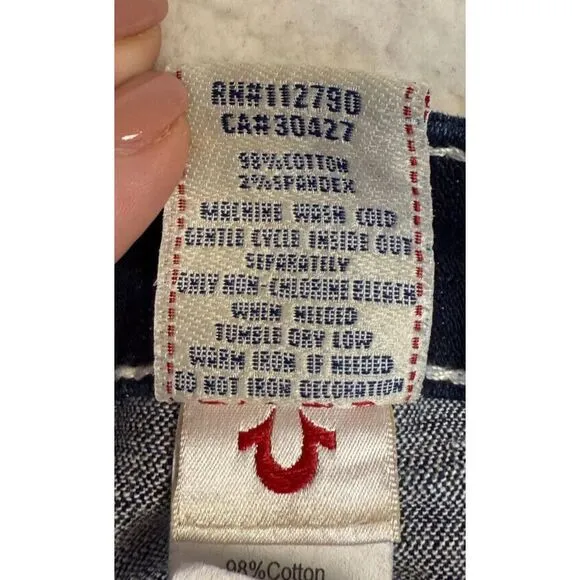 RN#112790
CA#30427
98%COTTON
2%SPANDEX
MACHINE WASH COLD
GENTLE CYCLE INSIDE OUT
SEPARATELY
ONLY NON-CHLORINE BLEECH
WHEN NEEDED
TUMBLE DRY LOW
WARM IRON IF NEEDED
DO NOT IRON DECORATION
98%Cotton